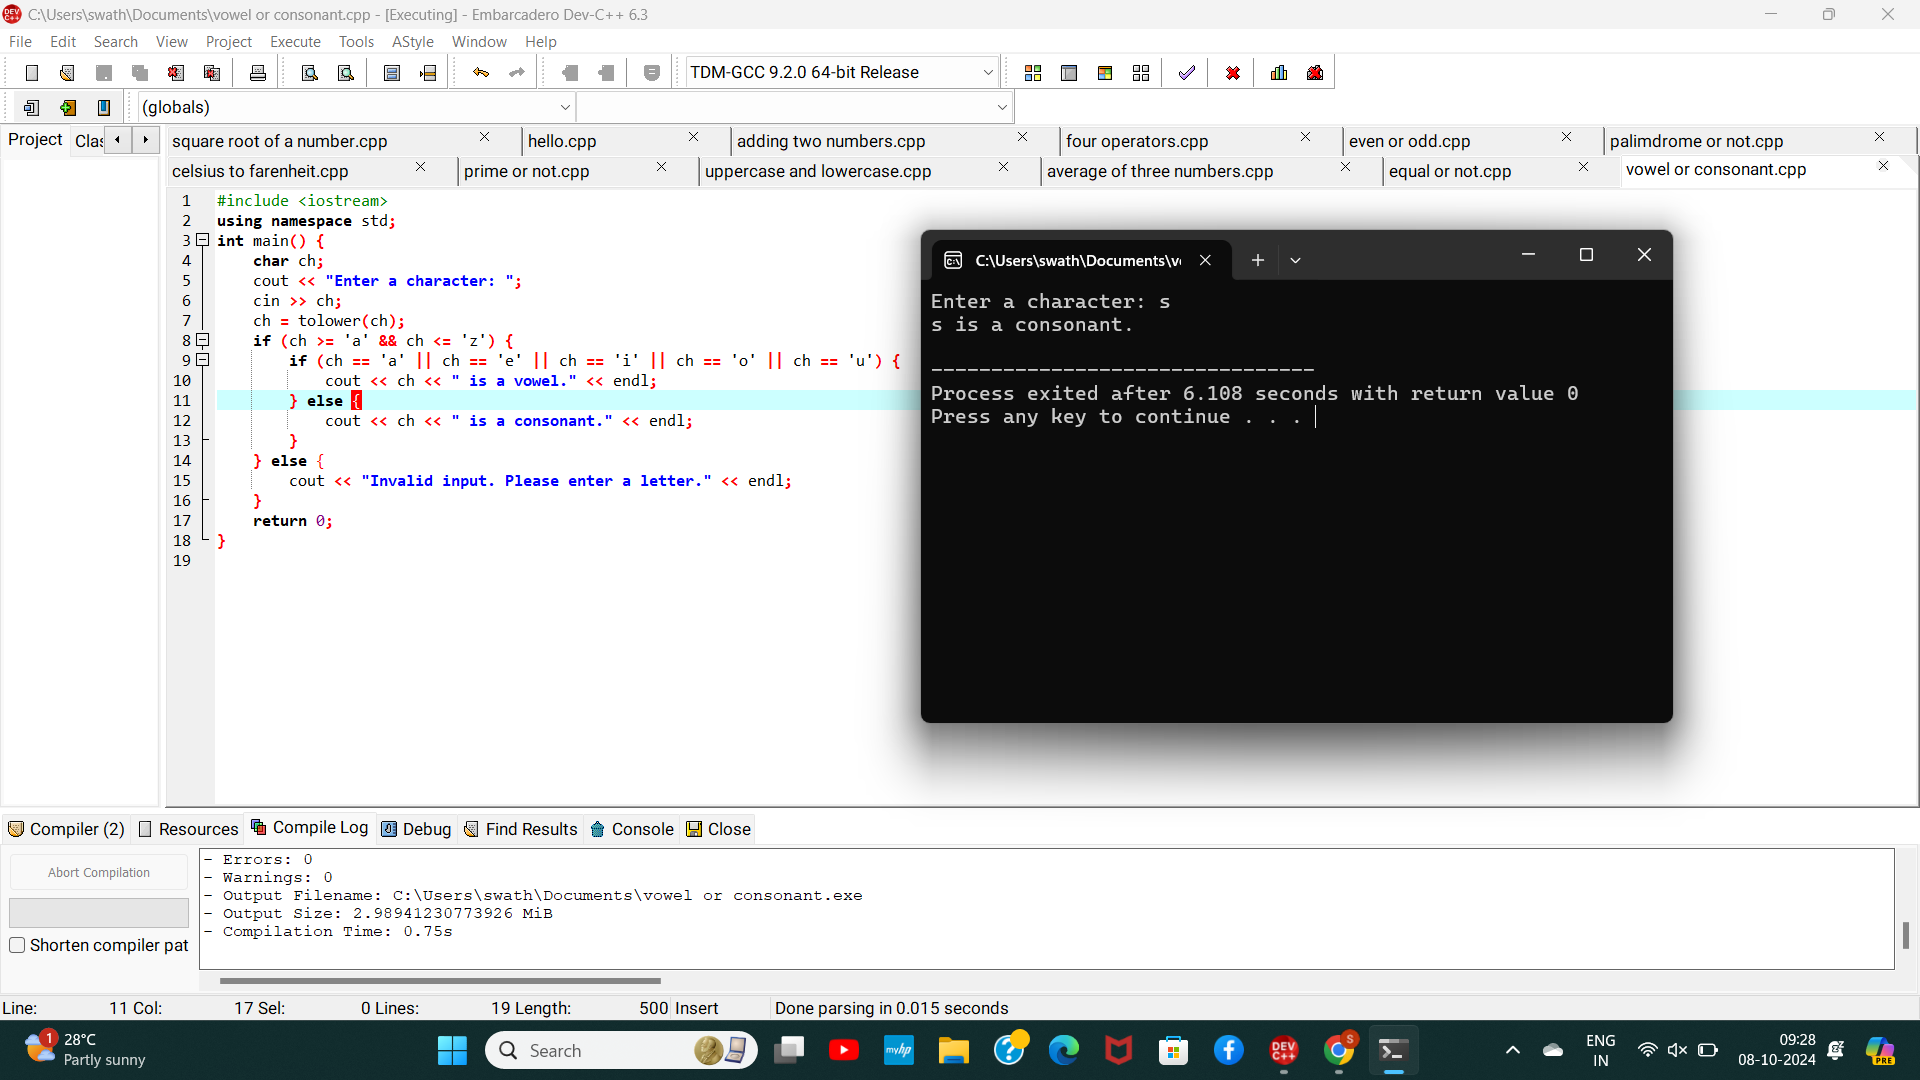 C:\Users\swath\Documents\vowel or consonant.cpp - [Executing] - Embarcadero Dev-C++ 6.3
File Edit Search View Project Execute Tools AStyle Window Help
TDM-GCC 9.2.0 64-bit Release
(globals)
Project Clas
square root of a number.cpp hello.cpp adding two numbers.cpp four operators.cpp even or odd.cpp palimdrome or not.cpp
celsius to farenheit.cpp prime or not.cpp uppercase and lowercase.cpp average of three numbers.cpp equal or not.cpp vowel or consonant.cpp
1 #include <iostream>
2 using namespace std;
3 int main() {
4 char ch;
5 cout << "Enter a character: ";
6 cin >> ch;
7 ch = tolower(ch);
8 if (ch >= 'a' && ch <= 'z') {
9 if (ch == 'a' || ch == 'e' || ch == 'i' || ch == 'o' || ch == 'u') {
10 cout << ch << " is a vowel." << endl;
11 } else {
12 cout << ch << " is a consonant." << endl;
13 }
14 } else {
15 cout << "Invalid input. Please enter a letter." << endl;
16 }
17 return 0;
18 }
19
C:\Users\swath\Documents\v
Enter a character: s
s is a consonant.
--------------------------------
Process exited after 6.108 seconds with return value 0
Press any key to continue . . .
Compiler (2) Resources Compile Log Debug Find Results Console Close
Abort Compilation
Shorten compiler pat
- Errors: 0
- Warnings: 0
- Output Filename: C:\Users\swath\Documents\vowel or consonant.exe
- Output Size: 2.98941230773926 MiB
- Compilation Time: 0.75s
Line: 11 Col: 17 Sel: 0 Lines: 19 Length: 500 Insert Done parsing in 0.015 seconds
1
28°C
Partly sunny
Search
myhp
DEV C++
S
ENG
IN
09:28
08-10-2024
PRE